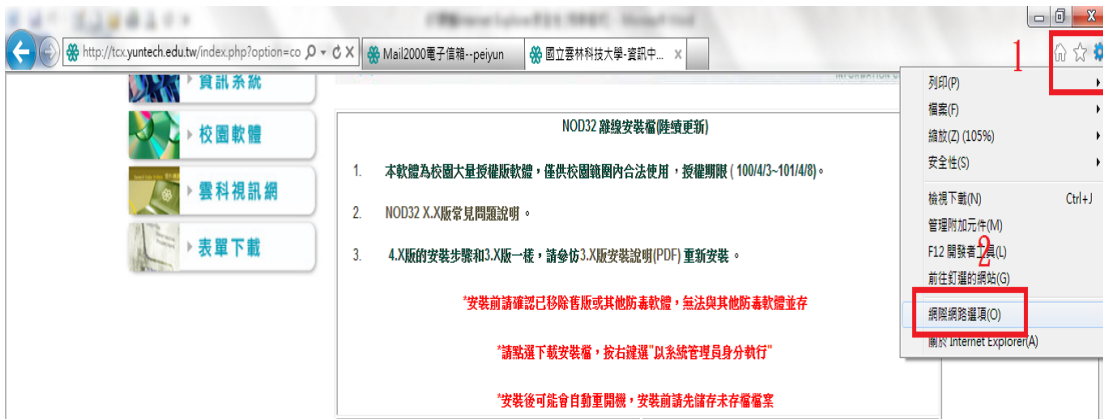 http://tcx.yuntech.edu.tw/index.php?option=co
Mail2000電子信箱--peiyun
國立雲林科技大學-資訊中...
1
資訊系統
校園軟體
雲科視訊網
表單下載
NOD32 離線安裝檔(陸續更新)
1. 本軟體為校園大量授權版軟體，僅供校園範圍內合法使用，授權期限 ( 100/4/3~101/4/8)。
2. NOD32 X.X版常見問題說明。
3. 4.X版的安裝步驟和3.X版一樣，請參仿3.X版安裝說明(PDF) 重新安裝。
*安裝前請確認已移除舊版或其他防毒軟體，無法與其他防毒軟體並存
*請點選下載安裝檔，按右鍵選"以系統管理員身分執行"
*安裝後可能會自動重開機，安裝前請先儲存未存檔檔案
列印(P)
檔案(F)
縮放(Z) (105%)
安全性(S)
檢視下載(N) Ctrl+J
管理附加元件(M)
2
F12 開發者工具(L)
前往釘選的網站(G)
網際網路選項(O)
關於 Internet Explorer(A)